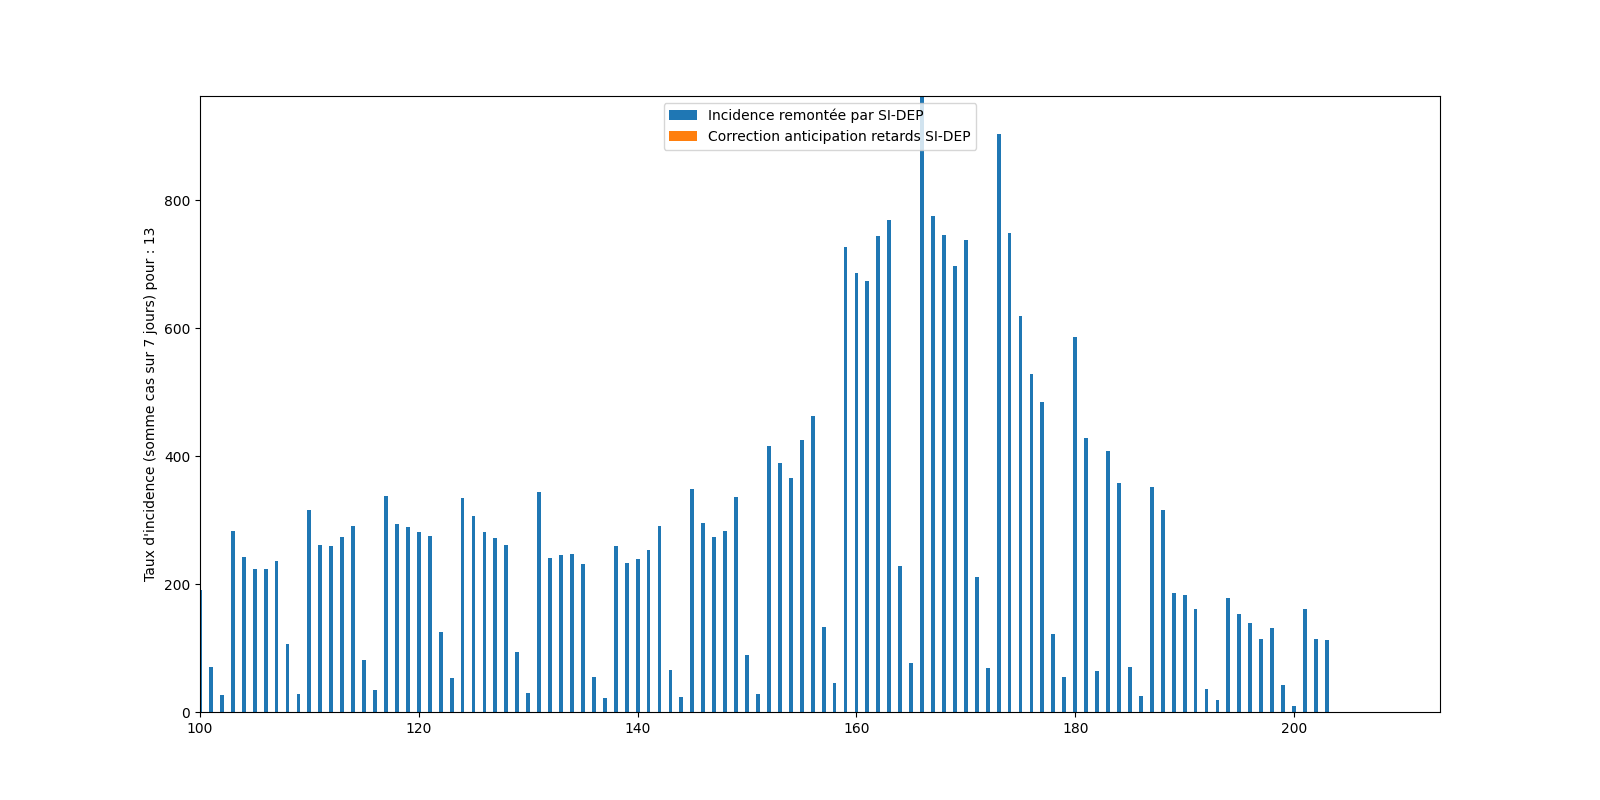 Incidence remontée par SI-DEP
Correction anticipation retards SI-DEP
Taux d'incidence (somme cas sur 7 jours) pour : 13
800
600
400
200
0
100 120 140 160 180 200